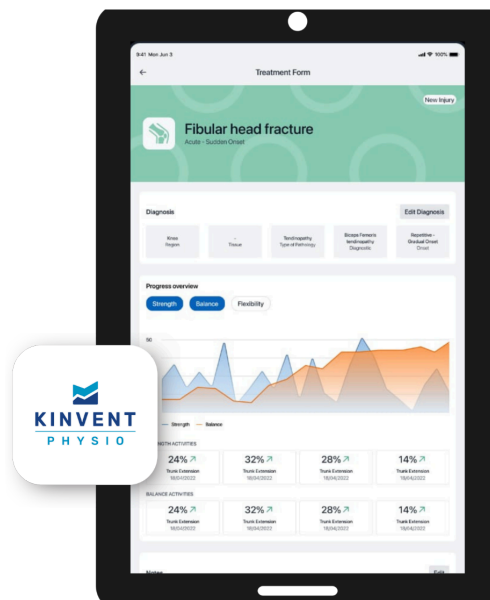 9:41 Mon Jun 3
100%
Treatment Form
New Injury
Fibular head fracture
Acute - Sudden Onset
Diagnosis
Edit Diagnosis
Knee
Region
-
Tissue
Tendinopathy
Type of Pathology
Biceps Femoris
tendinopathy
Diagnostic
Repetitive -
Gradual Onset
Onset
Progress overview
Strength
Balance
Flexibility
50
Strength
Balance
KINVENT
PHYSIO
NGTH ACTIVITIES
24% 32% 28% 14%
Trunk Extension Trunk Extension Trunk Extension Trunk Extension
18/04/2022 18/04/2022 18/04/2022 18/04/2022
BALANCE ACTIVITIES
24% 32% 28% 14%
Trunk Extension Trunk Extension Trunk Extension Trunk Extension
18/04/2022 18/04/2022 18/04/2022 18/04/2022
Notes
Edit